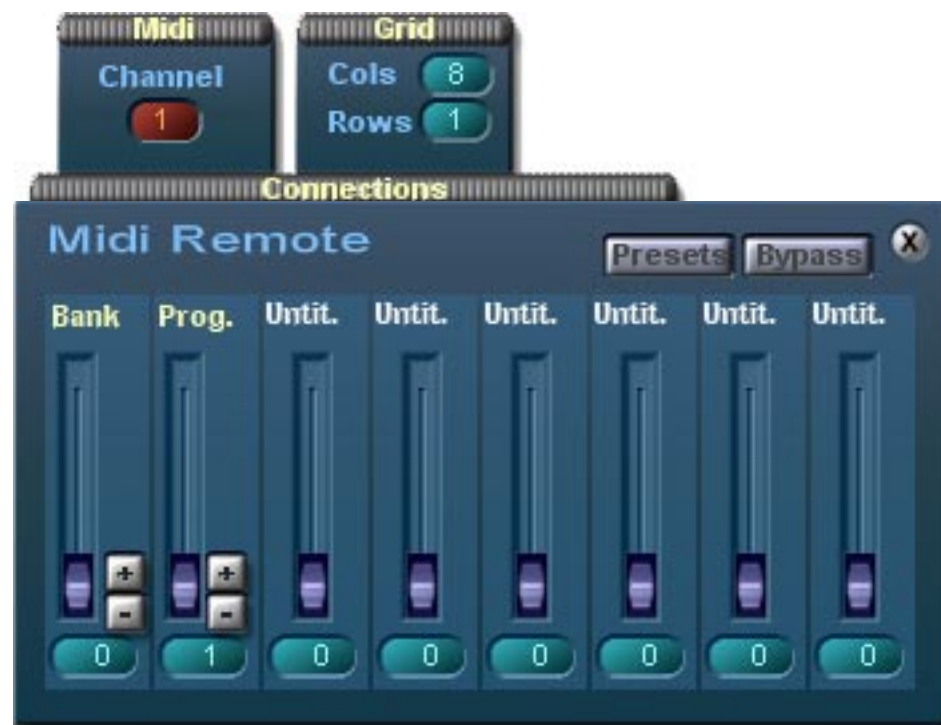 Midi Grid
Channel Cols 8
1 Rows 1
Connections
Midi Remote Presets Bypass X
Bank Prog. Untit. Untit. Untit. Untit. Untit. Untit.
+ +
- -
0 1 0 0 0 0 0 0